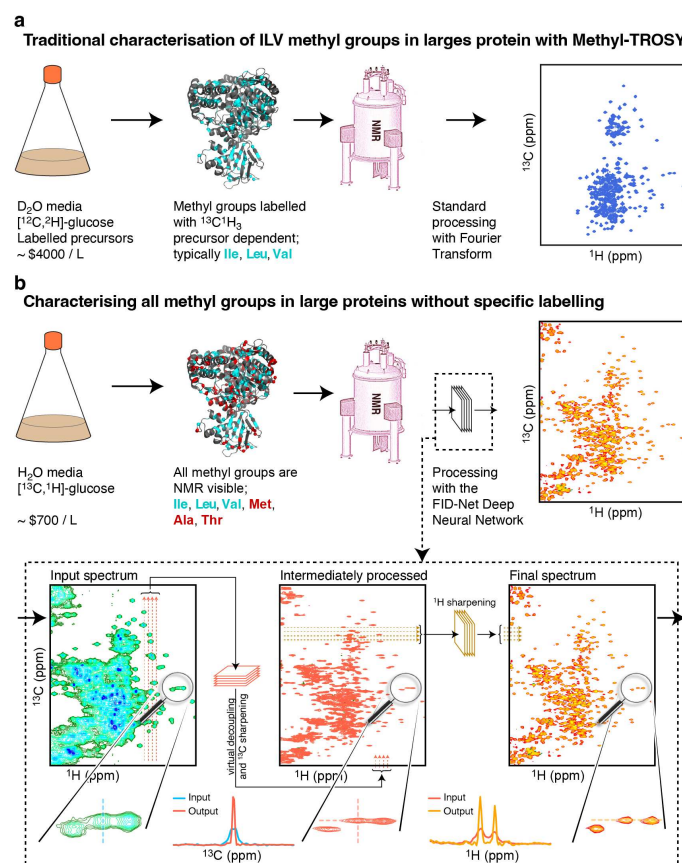 a
Traditional characterisation of ILV methyl groups in larges protein with Methyl-TROSY
NMR
¹³C (ppm)
¹H (ppm)
D₂O media
[¹²C,²H]-glucose
Labelled precursors
~ $4000 / L
Methyl groups labelled
with ¹³C¹H₃
precursor dependent;
typically Ile, Leu, Val
Standard
processing
with Fourier
Transform
b
Characterising all methyl groups in large proteins without specific labelling
NMR
¹³C (ppm)
¹H (ppm)
H₂O media
[¹³C,¹H]-glucose
~ $700 / L
All methyl groups are
NMR visible;
Ile, Leu, Val, Met,
Ala, Thr
Processing
with the
FID-Net Deep
Neural Network
Input spectrum
¹³C (ppm)
¹H (ppm)
virtual decoupling
and ¹³C sharpening
Intermediately processed
¹H (ppm)
¹H sharpening
Final spectrum
¹H (ppm)
Input
Output
¹³C (ppm)
Input
Output
¹H (ppm)